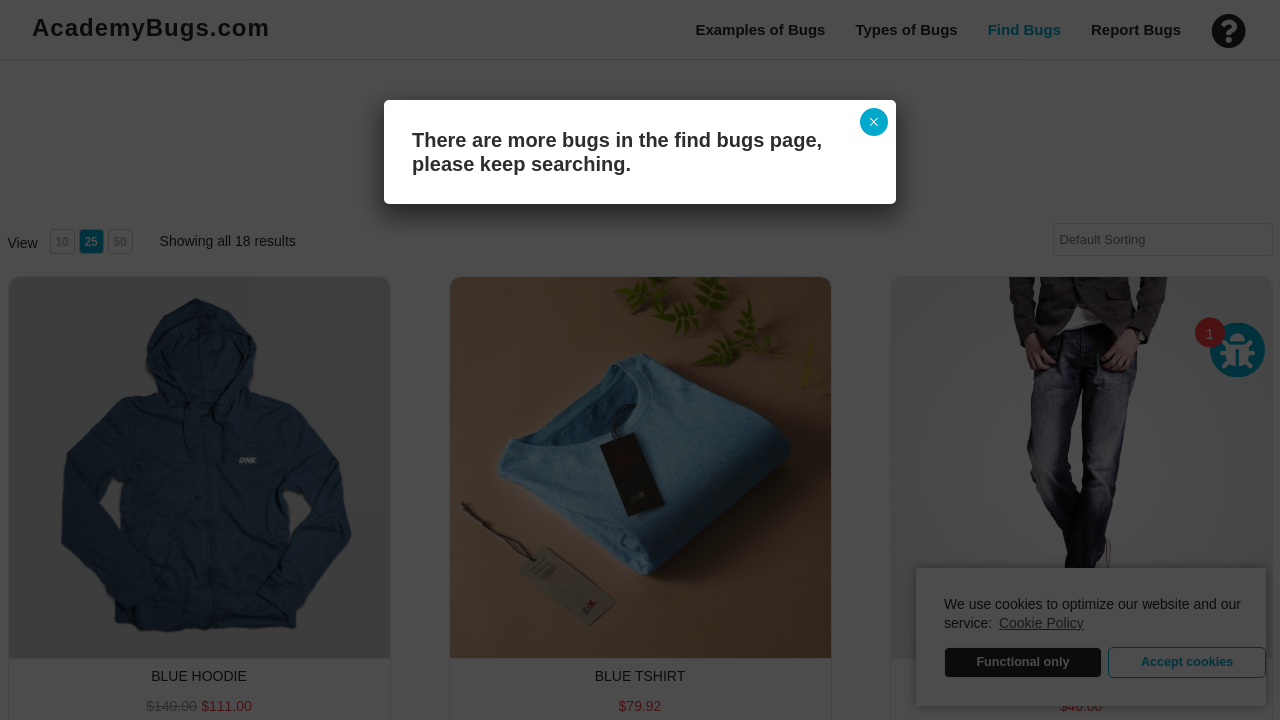 AcademyBugs.com
Examples of Bugs
Types of Bugs
Find Bugs
Report Bugs
There are more bugs in the find bugs page,
please keep searching.
×
View
10
25
50
Showing all 18 results
Default Sorting
1
DNK
We use cookies to optimize our website and our
service: Cookie Policy
Functional only
Accept cookies
BLUE HOODIE
BLUE TSHIRT
$140.00 $111.00
$79.92